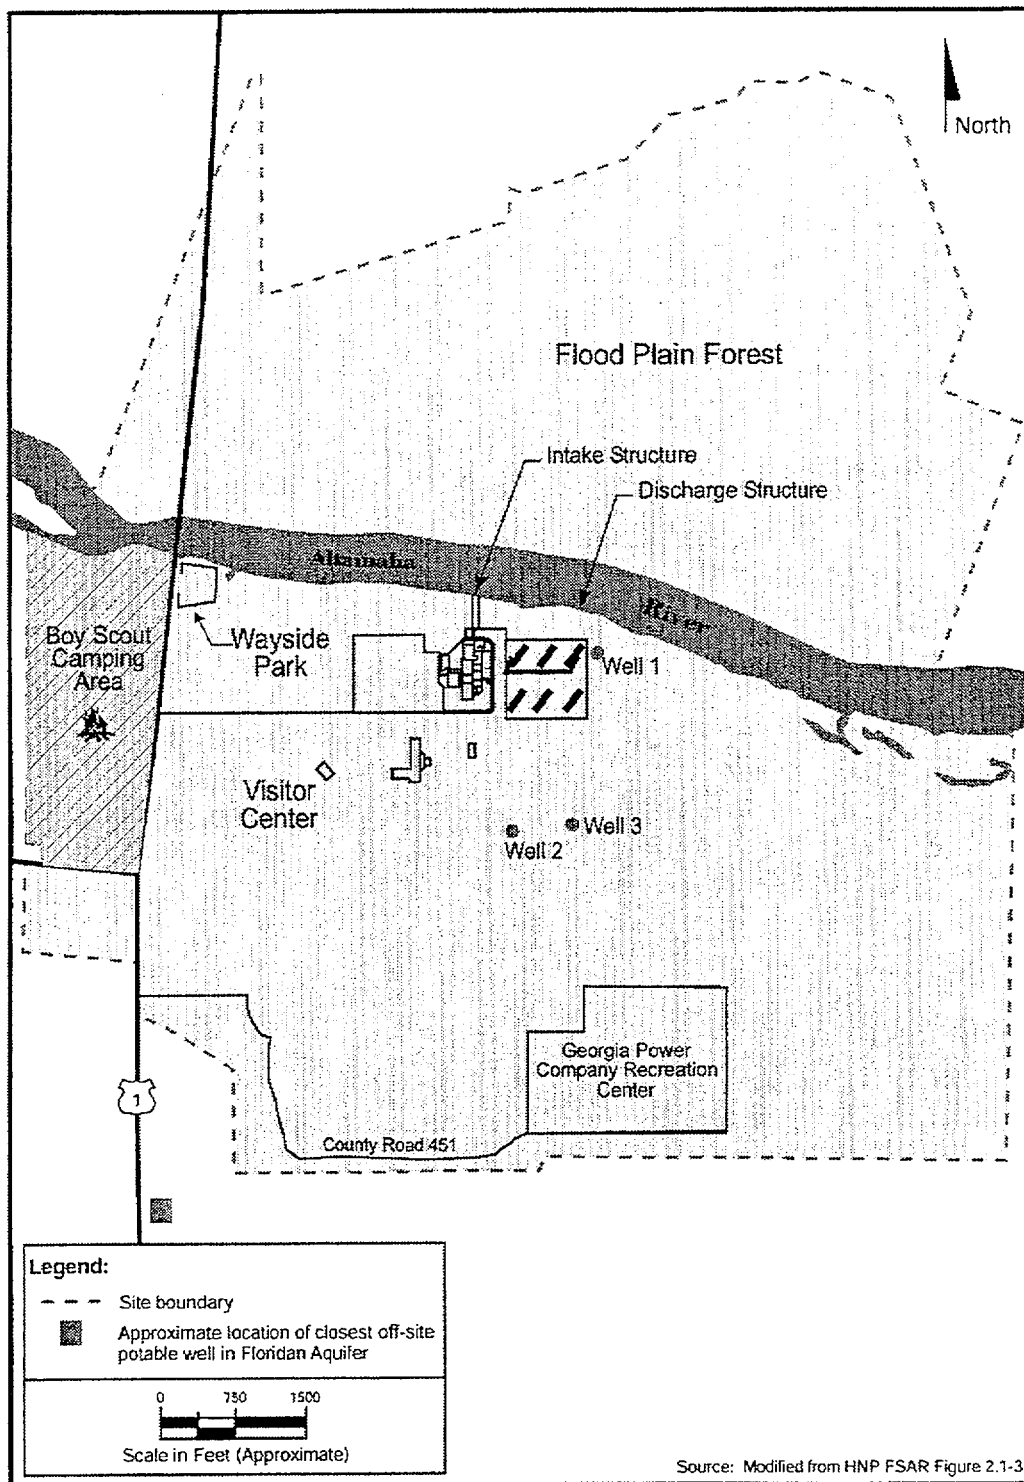 North
Flood Plain Forest
Intake Structure
Discharge Structure
Altamaha
River
Boy Scout
Camping
Area
Wayside
Park
Well 1
Visitor
Center
Well 3
Well 2
Georgia Power
Company Recreation
Center
1
County Road 451
Legend:
Site boundary
Approximate location of closest off-site
potable well in Floridan Aquifer
0 750 1500
Scale in Feet (Approximate)
Source: Modified from HNP FSAR Figure 2.1-3